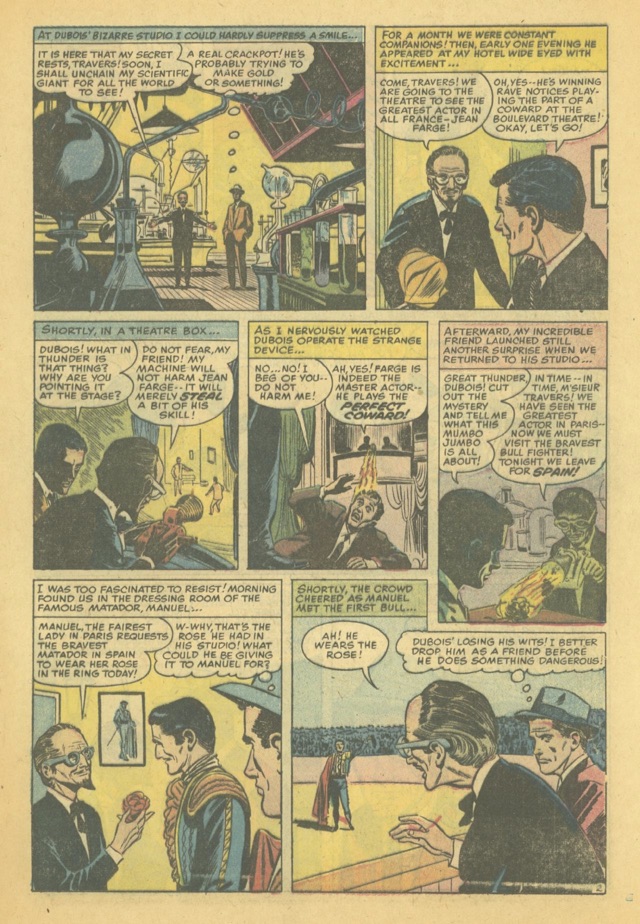 AT DUBOIS' BIZARRE STUDIO I COULD HARDLY SUPPRESS A SMILE...
IT IS HERE THAT MY SECRET
RESTS, TRAVERS! SOON, I
SHALL UNCHAIN MY SCIENTIFIC
GIANT FOR ALL THE WORLD
TO SEE!
A REAL CRACKPOT! HE'S
PROBABLY TRYING TO
MAKE GOLD
OR SOMETHING!
FOR A MONTH WE WERE CONSTANT
COMPANIONS! THEN, EARLY ONE EVENING HE
APPEARED AT MY HOTEL WIDE EYED WITH
EXCITEMENT...
COME, TRAVERS! WE
ARE GOING TO THE
THEATRE TO SEE THE
GREATEST ACTOR IN
ALL FRANCE--JEAN
FARGE!
OH, YES--HE'S WINNING
RAVE NOTICES PLAY-
ING THE PART OF A
COWARD AT THE
BOULEVARD THEATRE!
OKAY, LET'S GO!
SHORTLY, IN A THEATRE BOX...
DUBOIS! WHAT IN
THUNDER IS
THAT THING?
WHY ARE YOU
POINTING IT
AT THE STAGE?
DO NOT FEAR, MY
FRIEND! MY
MACHINE WILL
NOT HARM JEAN
FARGE--IT WILL
MERELY STEAL
A BIT OF HIS
SKILL!
AS I NERVOUSLY WATCHED
DUBOIS OPERATE THE STRANGE
DEVICE...
NO...NO! I
BEG OF YOU--
DO NOT
HARM ME!
AH, YES! FARGE IS
INDEED THE
MASTER ACTOR--
HE PLAYS THE
PERFECT
COWARD!
AFTERWARD, MY INCREDIBLE
FRIEND LAUNCHED STILL
ANOTHER SURPRISE WHEN WE
RETURNED TO HIS STUDIO...
GREAT THUNDER,
DUBOIS! CUT
OUT THE
MYSTERY
AND TELL ME
WHAT THIS
MUMBO
JUMBO
IS ALL
ABOUT!
IN TIME--IN
TIME, M'SIEUR
TRAVERS! WE
HAVE SEEN THE
GREATEST
ACTOR IN PARIS--
NOW WE MUST
VISIT THE BRAVEST
BULL FIGHTER!
TONIGHT WE LEAVE
FOR SPAIN!
I WAS TOO FASCINATED TO RESIST! MORNING
FOUND US IN THE DRESSING ROOM OF THE
FAMOUS MATADOR, MANUEL...
MANUEL, THE FAIREST
LADY IN PARIS REQUESTS
THE BRAVEST
MATADOR IN SPAIN
TO WEAR HER ROSE
IN THE RING TODAY!
W-WHY, THAT'S THE
ROSE HE HAD IN
HIS STUDIO! WHAT
COULD HE BE GIVING
IT TO MANUEL FOR?
SHORTLY, THE CROWD
CHEERED AS MANUEL
MET THE FIRST BULL...
AH! HE
WEARS THE
ROSE!
DUBOIS' LOSING HIS WITS! I BETTER
DROP HIM AS A FRIEND BEFORE
HE DOES SOMETHING DANGEROUS!
2